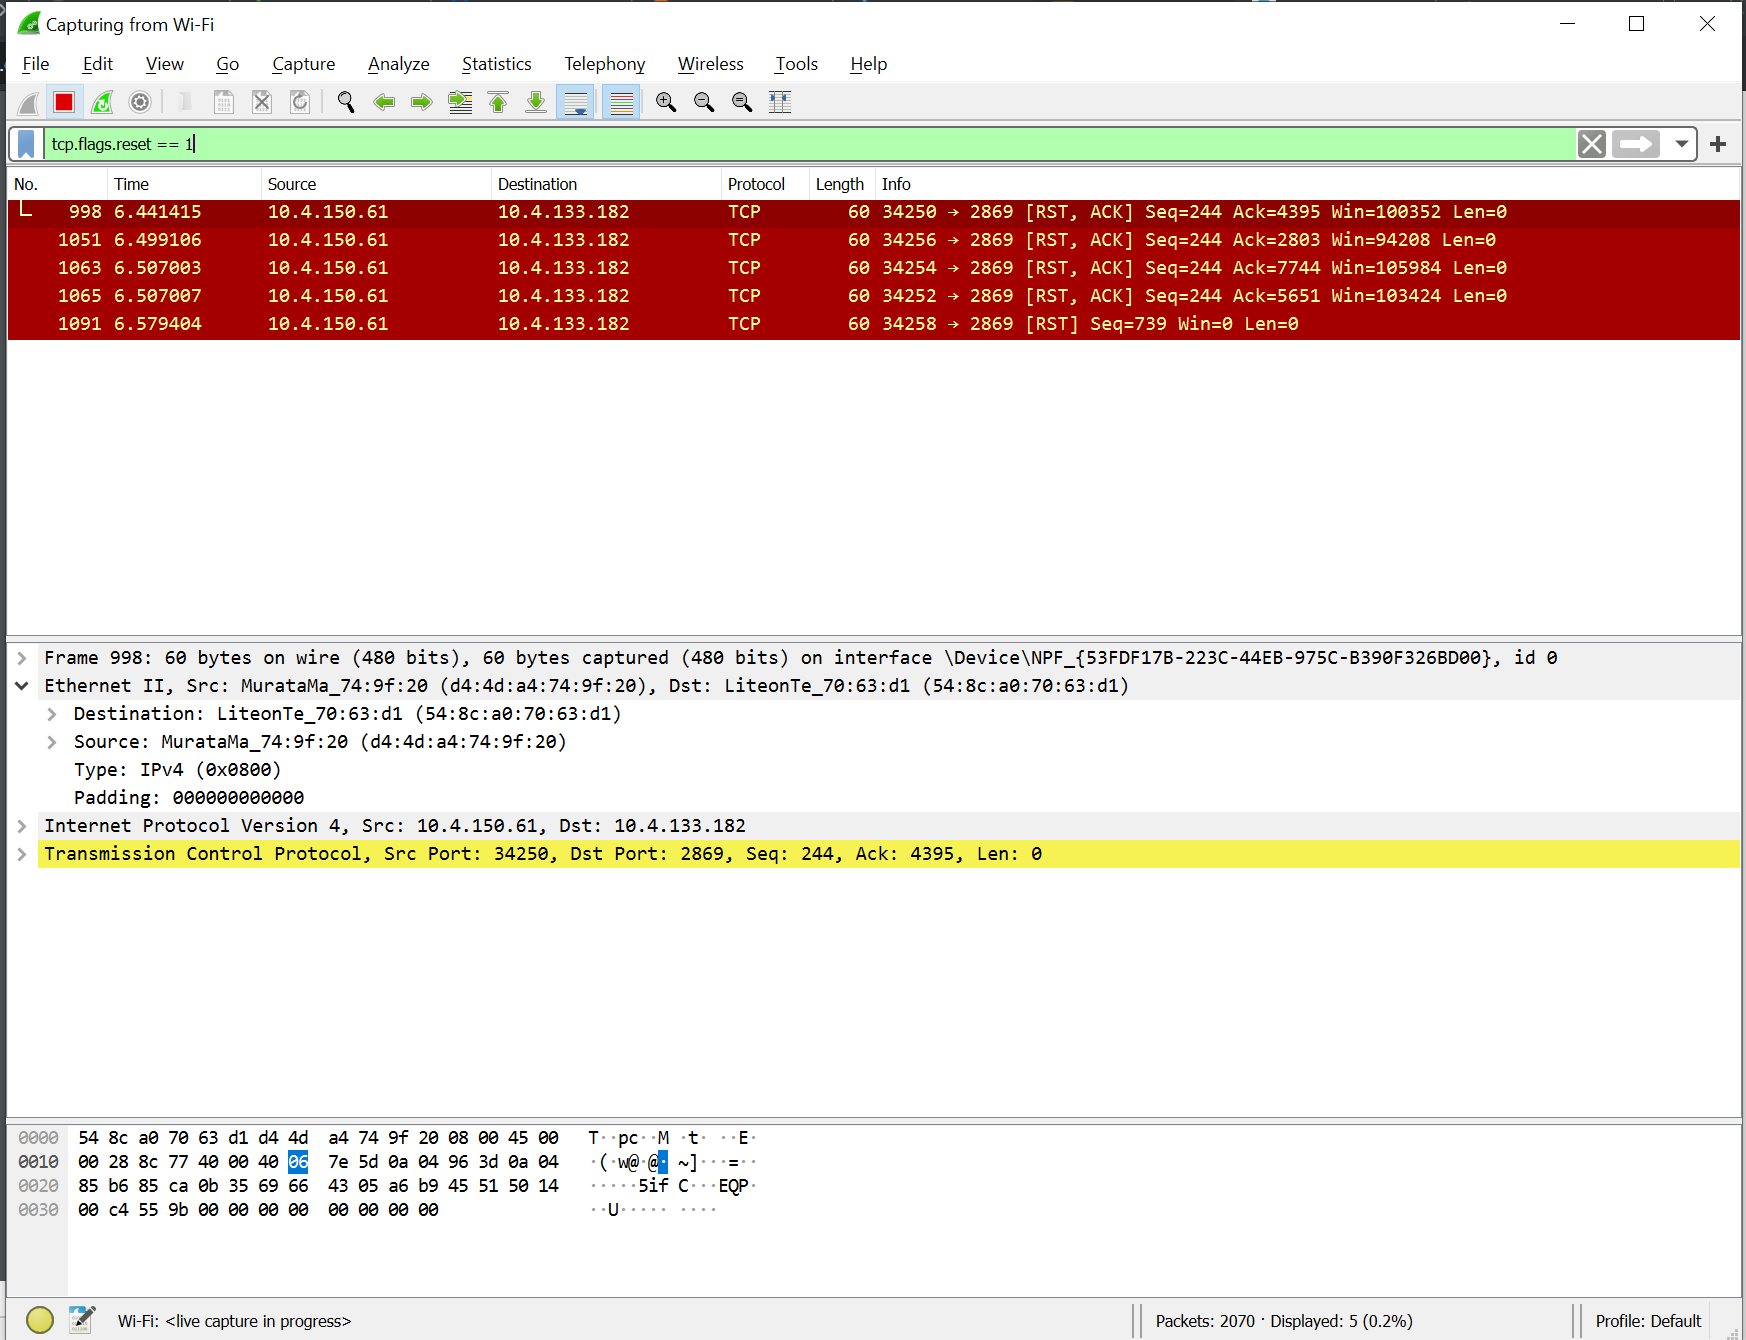 Capturing from Wi-Fi
File Edit View Go Capture Analyze Statistics Telephony Wireless Tools Help
tcp.flags.reset == 1
No. Time Source Destination Protocol Length Info
998 6.441415 10.4.150.61 10.4.133.182 TCP 60 34250 → 2869 [RST, ACK] Seq=244 Ack=4395 Win=100352 Len=0
1051 6.499106 10.4.150.61 10.4.133.182 TCP 60 34256 → 2869 [RST, ACK] Seq=244 Ack=2803 Win=94208 Len=0
1063 6.507003 10.4.150.61 10.4.133.182 TCP 60 34254 → 2869 [RST, ACK] Seq=244 Ack=7744 Win=105984 Len=0
1065 6.507007 10.4.150.61 10.4.133.182 TCP 60 34252 → 2869 [RST, ACK] Seq=244 Ack=5651 Win=103424 Len=0
1091 6.579404 10.4.150.61 10.4.133.182 TCP 60 34258 → 2869 [RST] Seq=739 Win=0 Len=0
Frame 998: 60 bytes on wire (480 bits), 60 bytes captured (480 bits) on interface \Device\NPF_{53FDF17B-223C-44EB-975C-B390F326BD00}, id 0
Ethernet II, Src: MurataMa_74:9f:20 (d4:4d:a4:74:9f:20), Dst: LiteonTe_70:63:d1 (54:8c:a0:70:63:d1)
Destination: LiteonTe_70:63:d1 (54:8c:a0:70:63:d1)
Source: MurataMa_74:9f:20 (d4:4d:a4:74:9f:20)
Type: IPv4 (0x0800)
Padding: 000000000000
Internet Protocol Version 4, Src: 10.4.150.61, Dst: 10.4.133.182
Transmission Control Protocol, Src Port: 34250, Dst Port: 2869, Seq: 244, Ack: 4395, Len: 0
0000 54 8c a0 70 63 d1 d4 4d a4 74 9f 20 08 00 45 00 T··pc··M ·t· ··E·
0010 00 28 8c 77 40 00 40 06 7e 5d 0a 04 96 3d 0a 04 ·(·w@·@· ~]···=··
0020 85 b6 85 ca 0b 35 69 66 43 05 a6 b9 45 51 50 14 ·····5if C···EQP·
0030 00 c4 55 9b 00 00 00 00 00 00 00 00 ··U····· ····
Wi-Fi: <live capture in progress> Packets: 2070 · Displayed: 5 (0.2%) Profile: Default